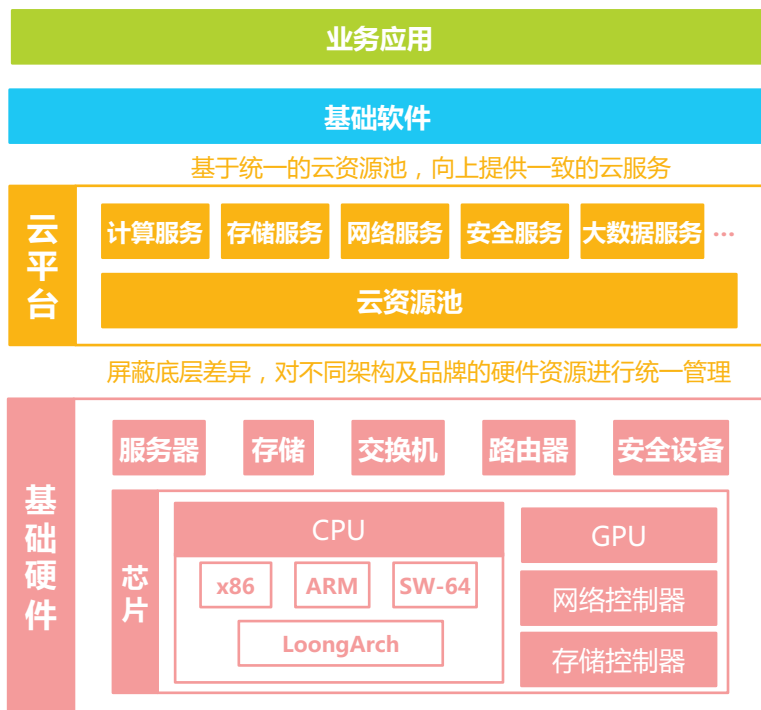 业务应用
基础软件
基于统一的云资源池，向上提供一致的云服务
云平台
计算服务 存储服务 网络服务 安全服务 大数据服务 ...
云资源池
屏蔽底层差异，对不同架构及品牌的硬件资源进行统一管理
基础硬件
服务器 存储 交换机 路由器 安全设备
芯片
CPU
x86 ARM SW-64
LoongArch
GPU
网络控制器
存储控制器